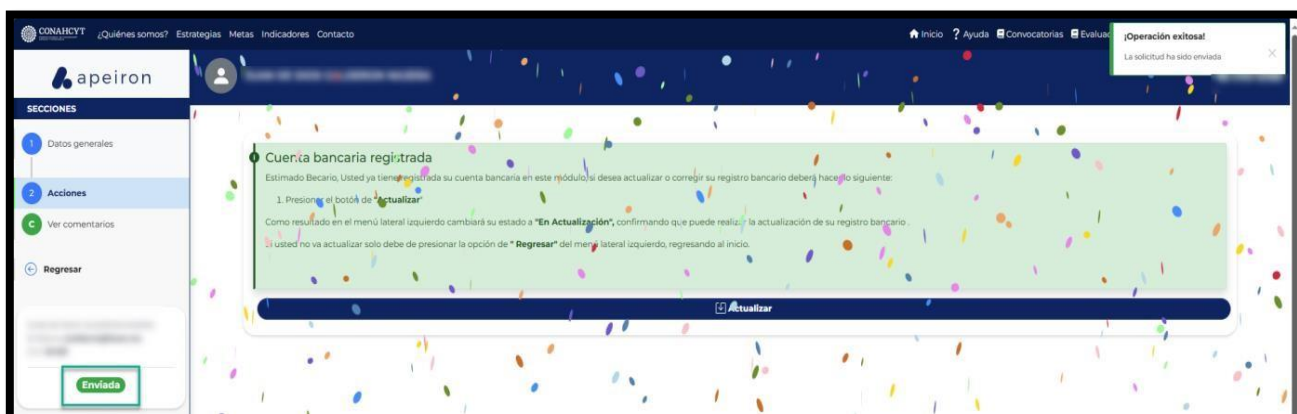 CONAHCYT ¿Quiénes somos? Estrategias Metas Indicadores Contacto
Inicio ? Ayuda Convocatorias Evaluac
¡Operación exitosa!
La solicitud ha sido enviada
apeiron
SECCIONES
1 Datos generales
2 Acciones
C Ver comentarios
Regresar
Enviada
Cuenta bancaria registrada
Estimado Becario, Usted ya tiene registrada su cuenta bancaria en este módulo, si desea actualizar o corregir su registro bancario deberá hacer lo siguiente:
1. Presionar el botón de "Actualizar"
Como resultado en el menú lateral izquierdo cambiará su estado a "En Actualización", confirmando que puede realizar la actualización de su registro bancario .
Si usted no va actualizar solo debe de presionar la opción de " Regresar" del menú lateral izquierdo, regresando al inicio.
Actualizar